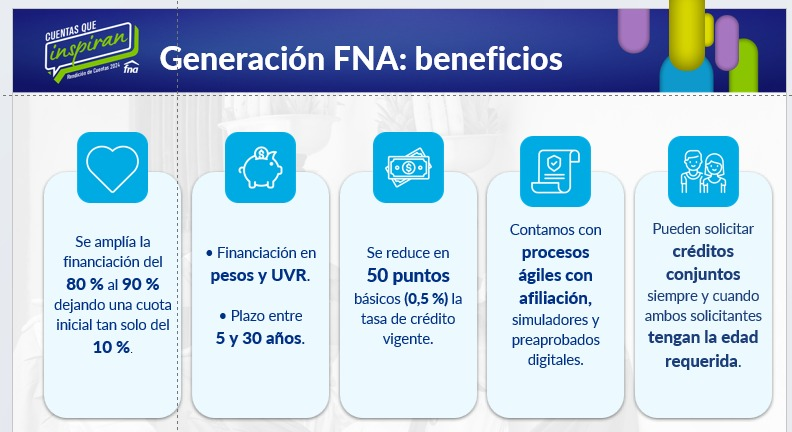 CUENTAS QUE
inspiran
Rendición de Cuentas 2024
fna
Generación FNA: beneficios
Se amplía la
financiación del
80 % al 90 %
dejando una cuota
inicial tan solo del
10 %.
• Financiación en
pesos y UVR.
• Plazo entre
5 y 30 años.
Se reduce en
50 puntos
básicos (0,5 %) la
tasa de crédito
vigente.
Contamos con
procesos
ágiles con
afiliación,
simuladores y
preaprobados
digitales.
Pueden solicitar
créditos
conjuntos
siempre y cuando
ambos solicitantes
tengan la edad
requerida.